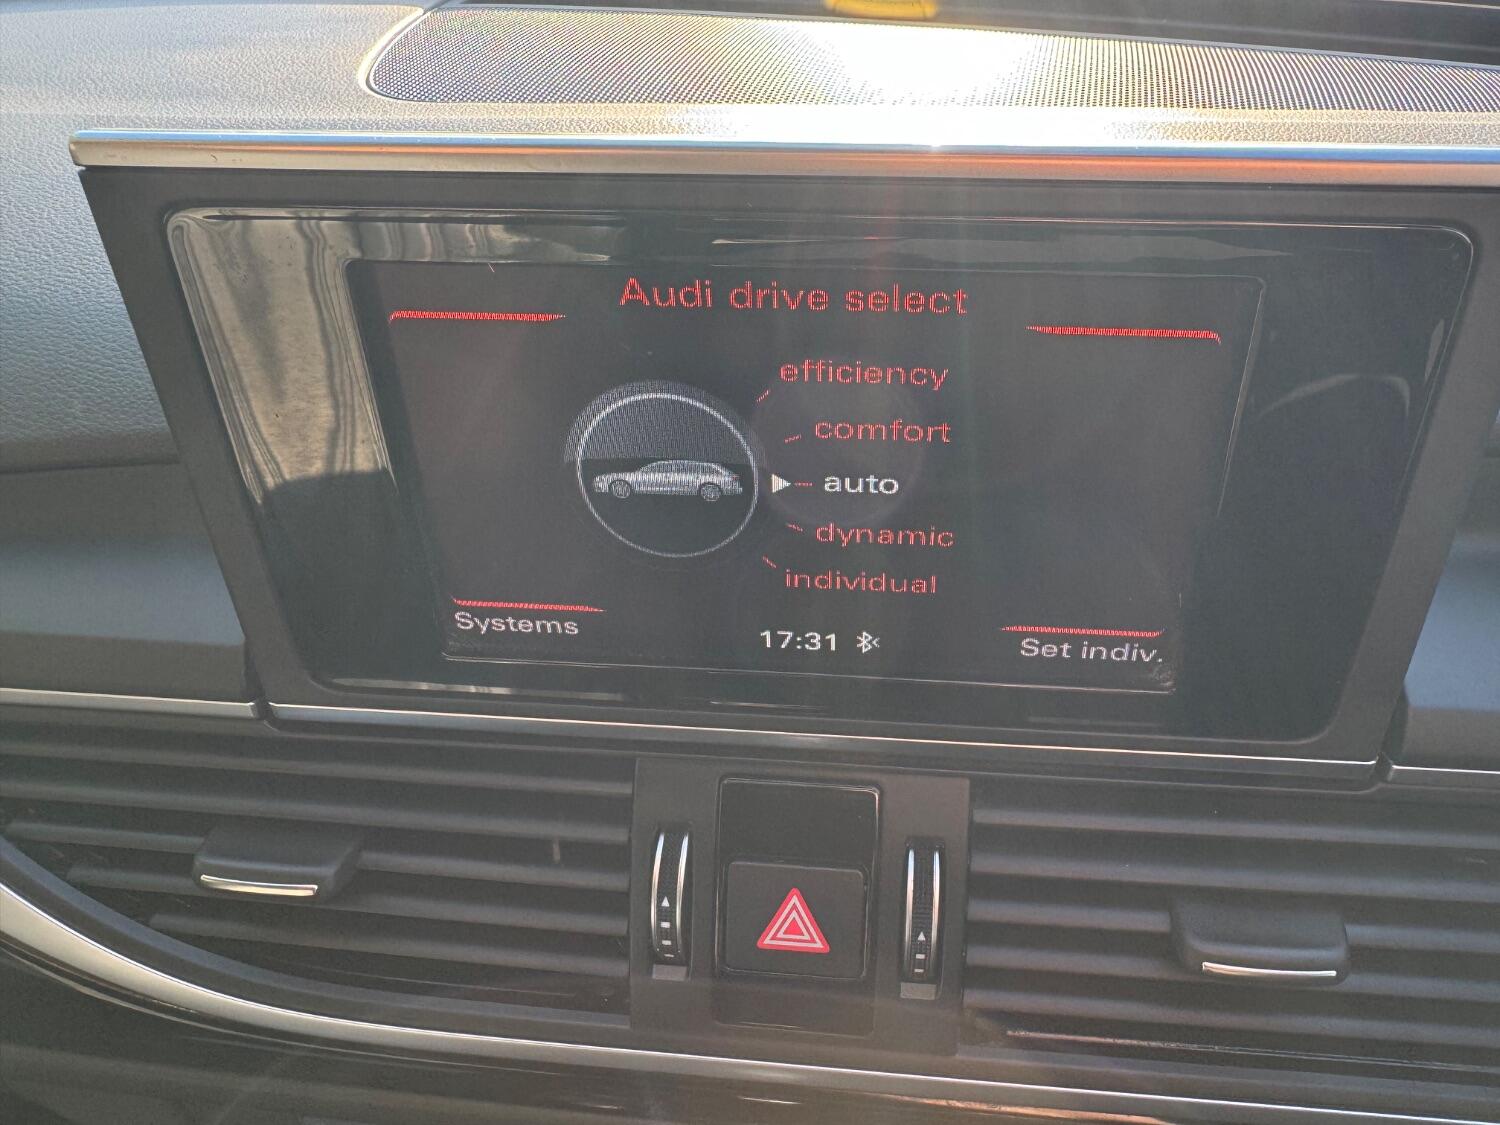 Audi drive select
efficiency
comfort
auto
dynamic
individual
Systems
17:31
Set indiv.